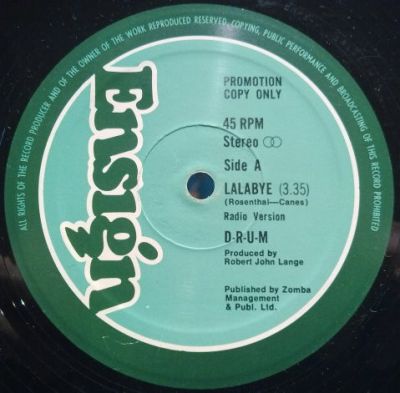 ALL RIGHTS OF THE RECORD PRODUCER AND OF THE OWNER OF THE WORK REPRODUCED RESERVED. COPYING, PUBLIC PERFORMANCE AND BROADCASTING OF THIS RECORD PROHIBITED
Ensign
PROMOTION
COPY ONLY
45 RPM
Stereo
Side A
LALABYE (3.35)
(Rosenthal—Canes)
Radio Version
D-R-U-M
Produced by
Robert John Lange
Published by Zomba
Management
& Publ. Ltd.